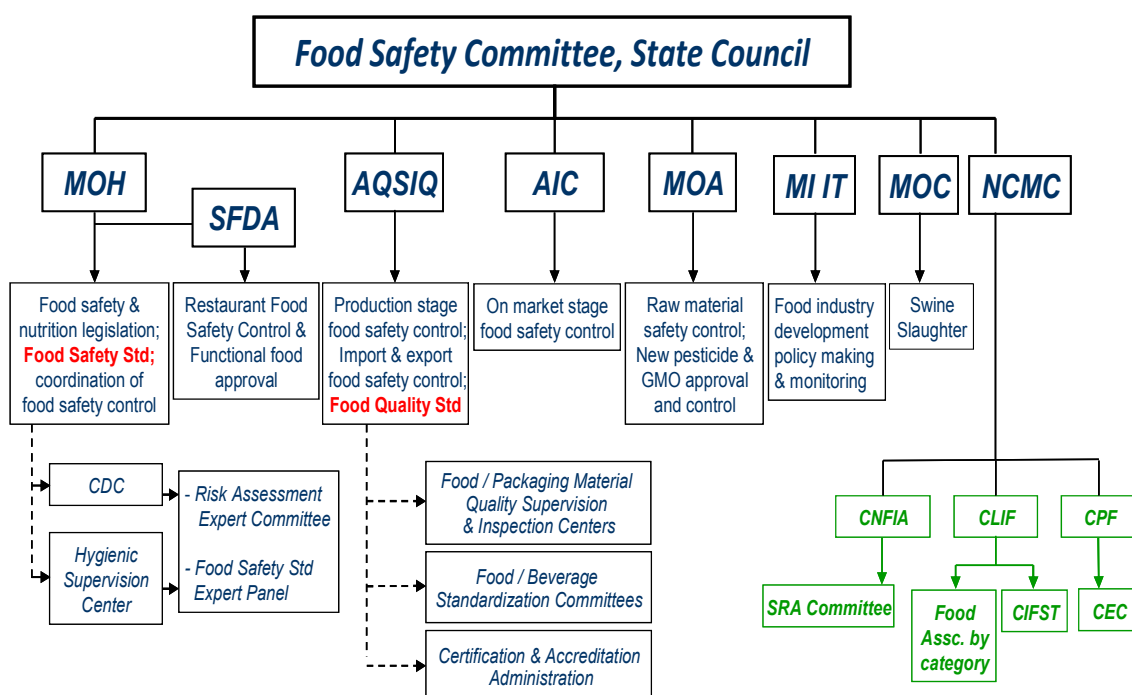 Food Safety Committee, State Council
MOH
SFDA
AQSIQ
AIC
MOA
MI IT
MOC
NCMC
Food safety &
nutrition legislation;
Food Safety Std;
coordination of
food safety control
Restaurant Food
Safety Control &
Functional food
approval
Production stage
food safety control;
Import & export
food safety control;
Food Quality Std
On market stage
food safety control
Raw material
safety control;
New pesticide &
GMO approval
and control
Food industry
development
policy making
& monitoring
Swine
Slaughter
CDC
Hygienic
Supervision
Center
- Risk Assessment
Expert Committee
- Food Safety Std
Expert Panel
Food / Packaging Material
Quality Supervision
& Inspection Centers
Food / Beverage
Standardization Committees
Certification & Accreditation
Administration
CNFIA
CLIF
CPF
SRA Committee
Food
Assc. by
category
CIFST
CEC